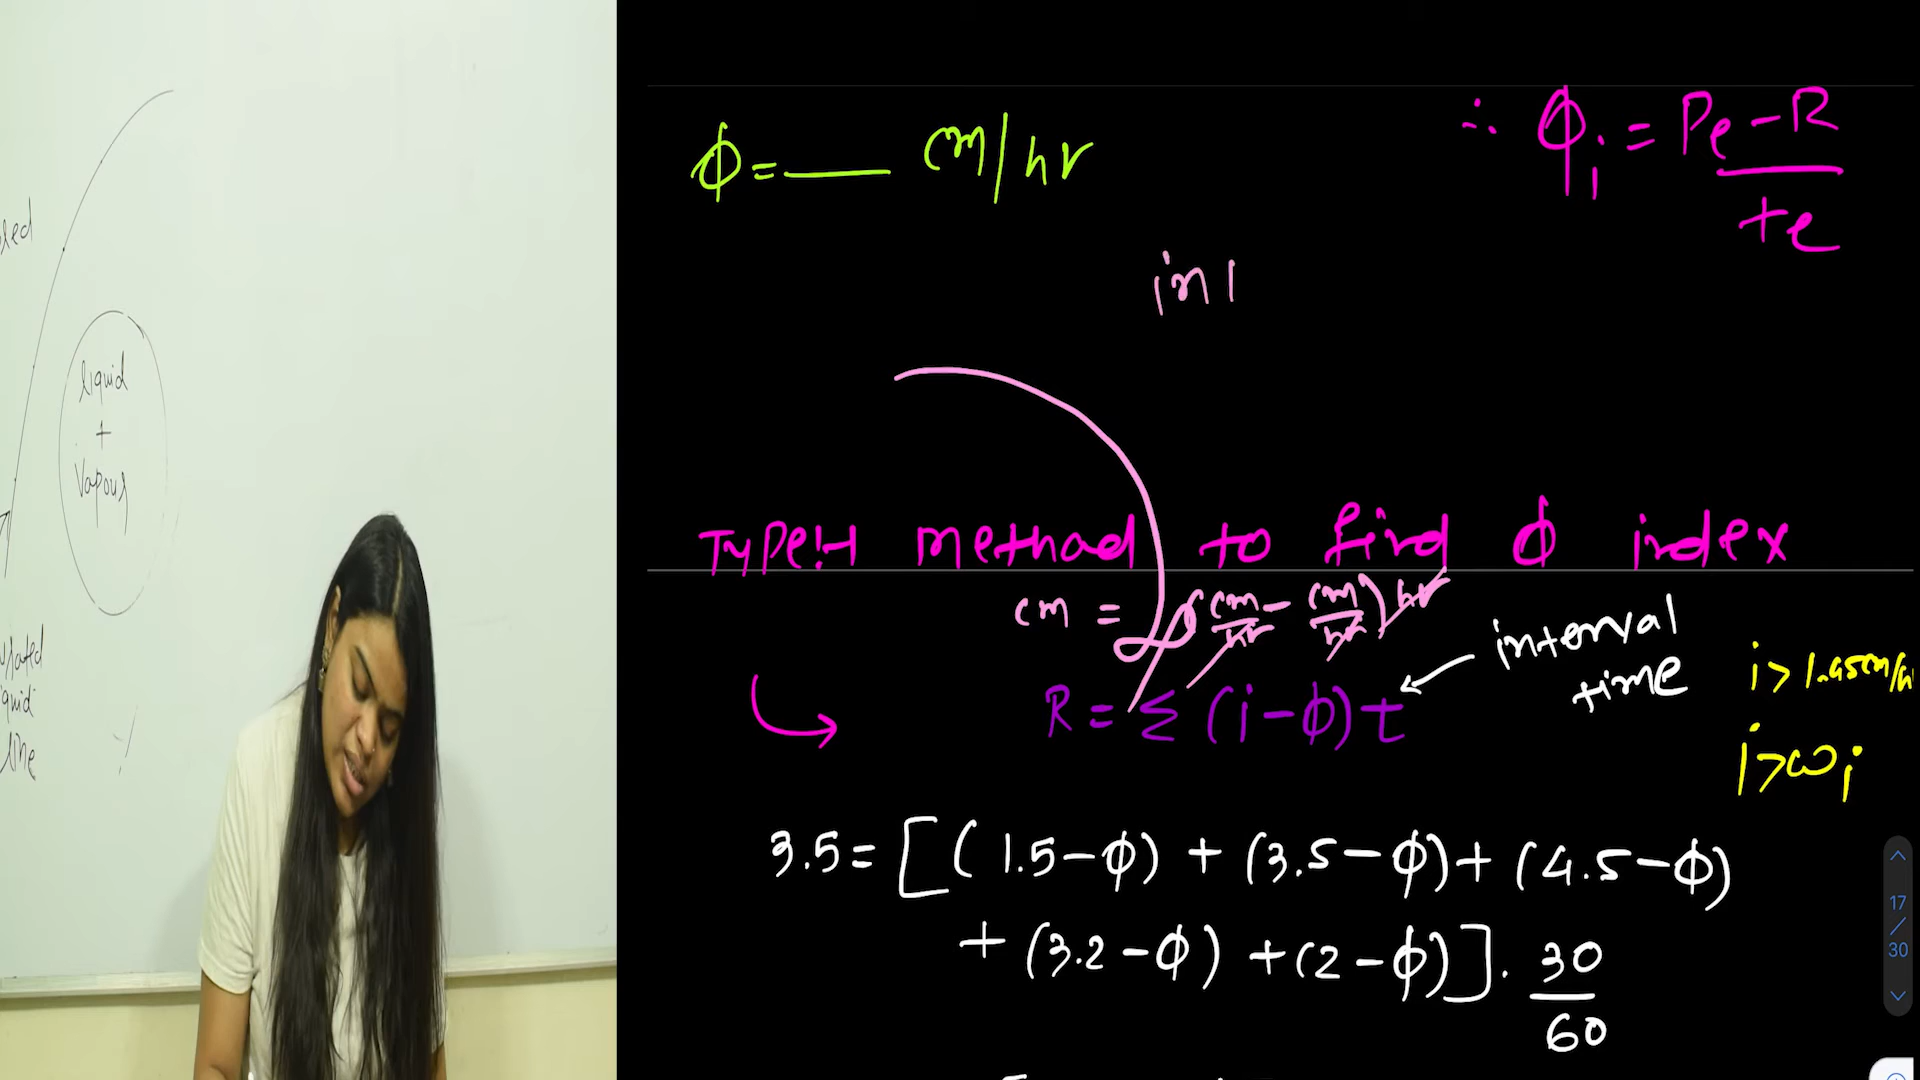 liquid
+
Vapour
line
ϕ = ___ cm/hr
∴ ϕi = Pe - R
te
in
TYPE:-1 method to find ϕ index
cm = (cm/hr - cm/hr) hr
R = Σ (i - ϕ) t
interval
time
i > ωi
3.5 = [(1.5 - ϕ) + (3.5 - ϕ) + (4.5 - ϕ)
+ (3.2 - ϕ) + (2 - ϕ)] . 30
60
17
/
30